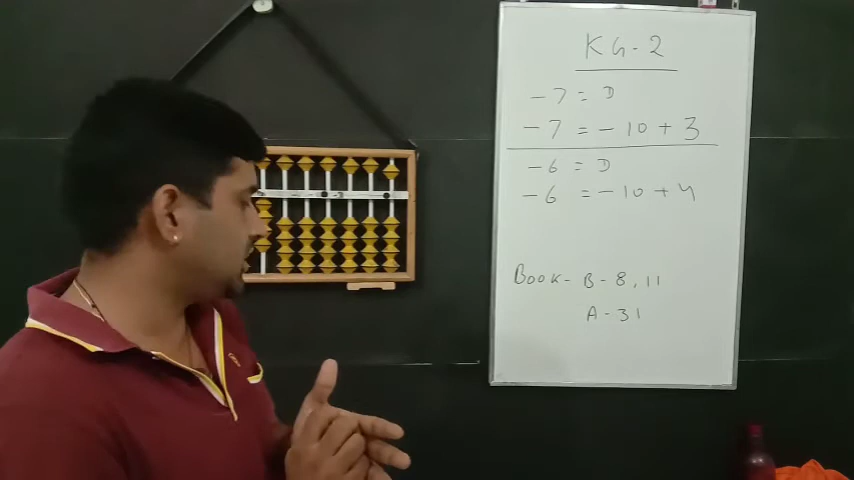 KG-2
-7 = D
-7 = -10 + 3
-6 = D
-6 = -10 + 4
Book - B - 8, 11
A - 31